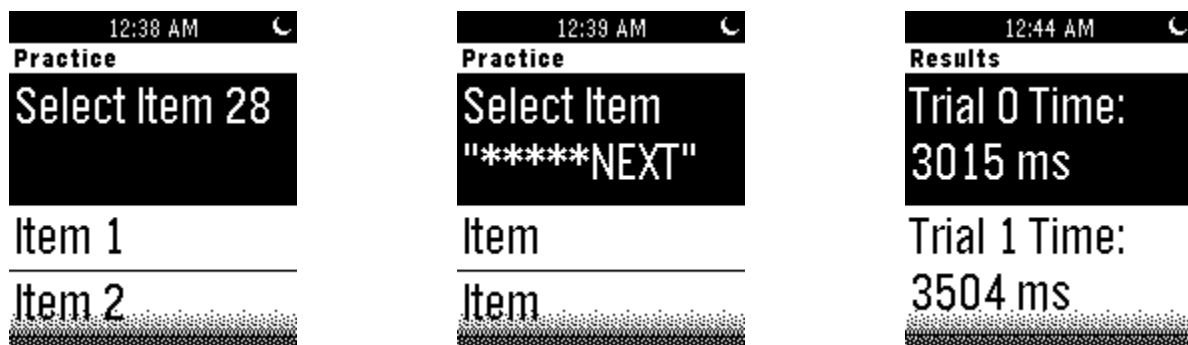 12:38 AM
Practice
Select Item 28
Item 1
Item 2
12:39 AM
Practice
Select Item
"*****NEXT"
Item
Item
12:44 AM
Results
Trial 0 Time:
3015 ms
Trial 1 Time:
3504 ms